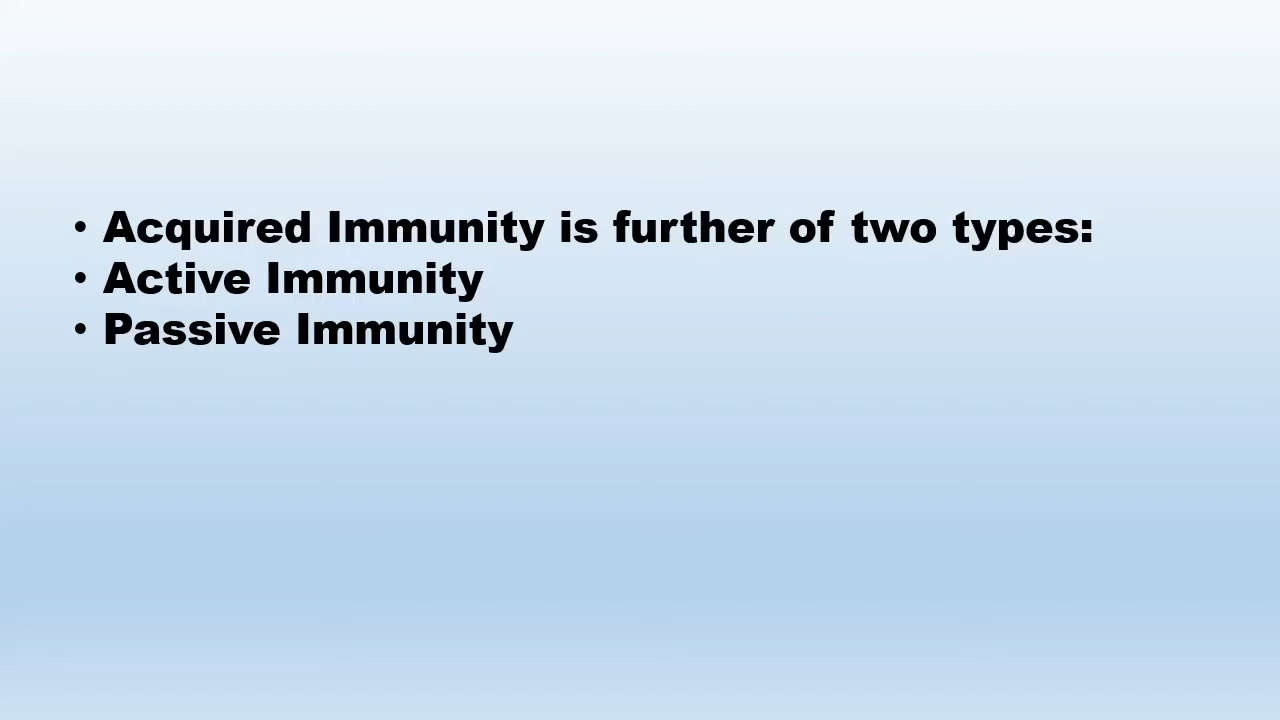 • Acquired Immunity is further of two types:
• Active Immunity
• Passive Immunity